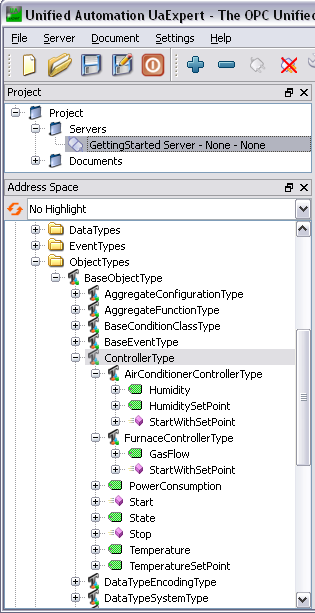 Unified Automation UaExpert - The OPC Unified
File Server Document Settings Help
Project
Project
Servers
GettingStarted Server - None - None
Documents
Address Space
No Highlight
DataTypes
EventTypes
ObjectTypes
BaseObjectType
AggregateConfigurationType
AggregateFunctionType
BaseConditionClassType
BaseEventType
ControllerType
AirConditionerControllerType
Humidity
HumiditySetPoint
StartWithSetPoint
FurnaceControllerType
GasFlow
StartWithSetPoint
PowerConsumption
Start
State
Stop
Temperature
TemperatureSetPoint
DataTypeEncodingType
DataTypeSystemType